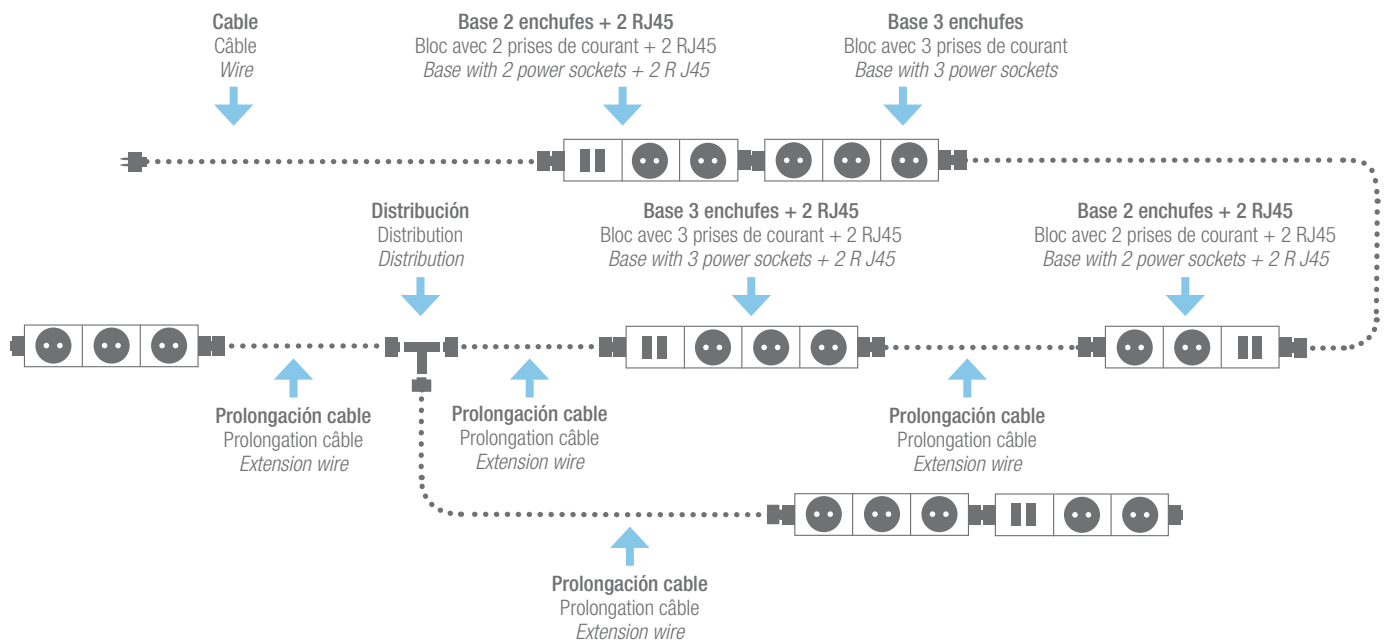 Cable
Câble
Wire
Base 2 enchufes + 2 RJ45
Bloc avec 2 prises de courant + 2 RJ45
Base with 2 power sockets + 2 R J45
Base 3 enchufes
Bloc avec 3 prises de courant
Base with 3 power sockets
Distribución
Distribution
Distribution
Base 3 enchufes + 2 RJ45
Bloc avec 3 prises de courant + 2 RJ45
Base with 3 power sockets + 2 R J45
Base 2 enchufes + 2 RJ45
Bloc avec 2 prises de courant + 2 RJ45
Base with 2 power sockets + 2 R J45
Prolongación cable
Prolongation câble
Extension wire
Prolongación cable
Prolongation câble
Extension wire
Prolongación cable
Prolongation câble
Extension wire
Prolongación cable
Prolongation câble
Extension wire